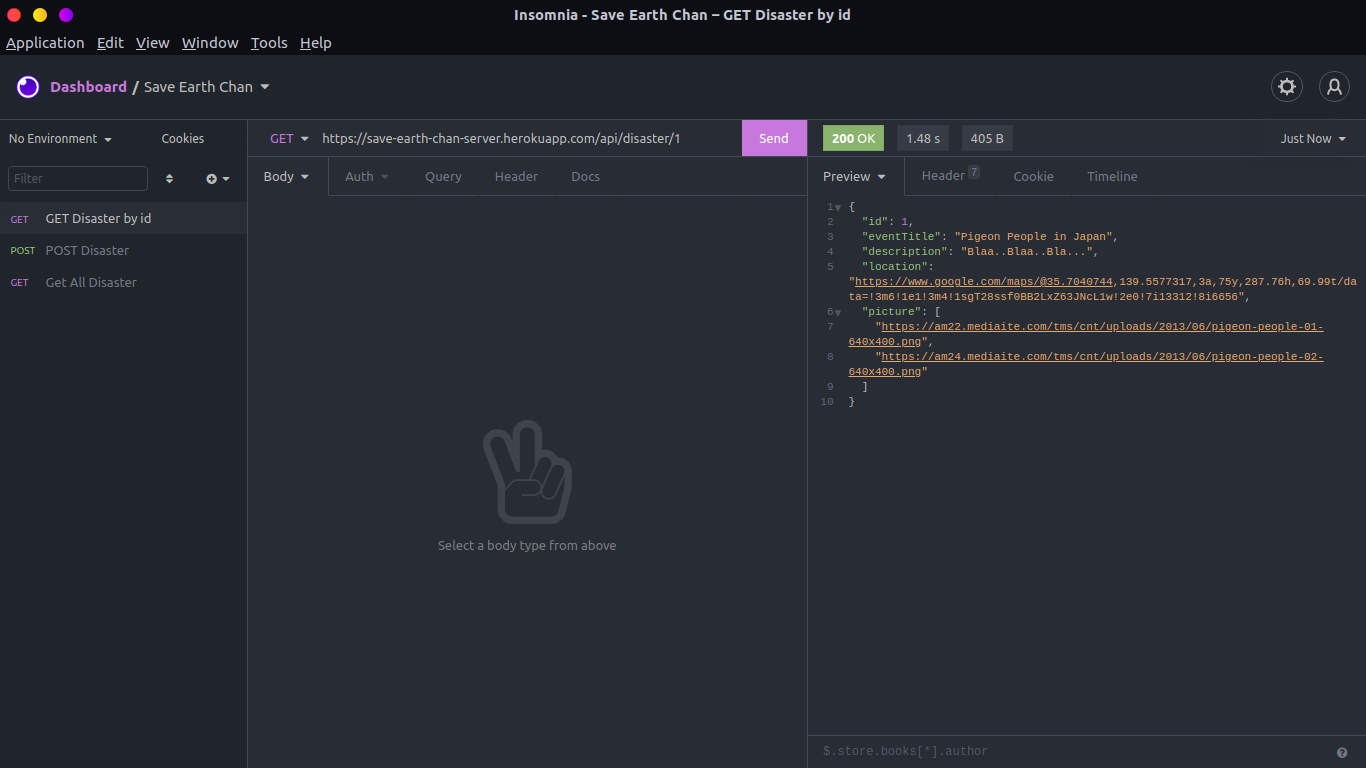 Insomnia - Save Earth Chan – GET Disaster by id
Application Edit View Window Tools Help
Dashboard / Save Earth Chan
No Environment Cookies
GET https://save-earth-chan-server.herokuapp.com/api/disaster/1 Send
200 OK 1.48 s 405 B Just Now
Filter
Body Auth Query Header Docs
Preview Header 7 Cookie Timeline
GET GET Disaster by id
POST POST Disaster
GET Get All Disaster
1 {
2 "id": 1,
3 "eventTitle": "Pigeon People in Japan",
4 "description": "Blaa..Blaa..Bla...",
5 "location":
"https://www.google.com/maps/@35.7040744,139.5577317,3a,75y,287.76h,69.99t/da
ta=!3m6!1e1!3m4!1sgT28ssf0BB2LxZ63JNcL1w!2e0!7i13312!8i6656",
6 "picture": [
7 "https://am22.mediaite.com/tms/cnt/uploads/2013/06/pigeon-people-01-
640x400.png",
8 "https://am24.mediaite.com/tms/cnt/uploads/2013/06/pigeon-people-02-
640x400.png"
9 ]
10 }
Select a body type from above
$.store.books[*].author